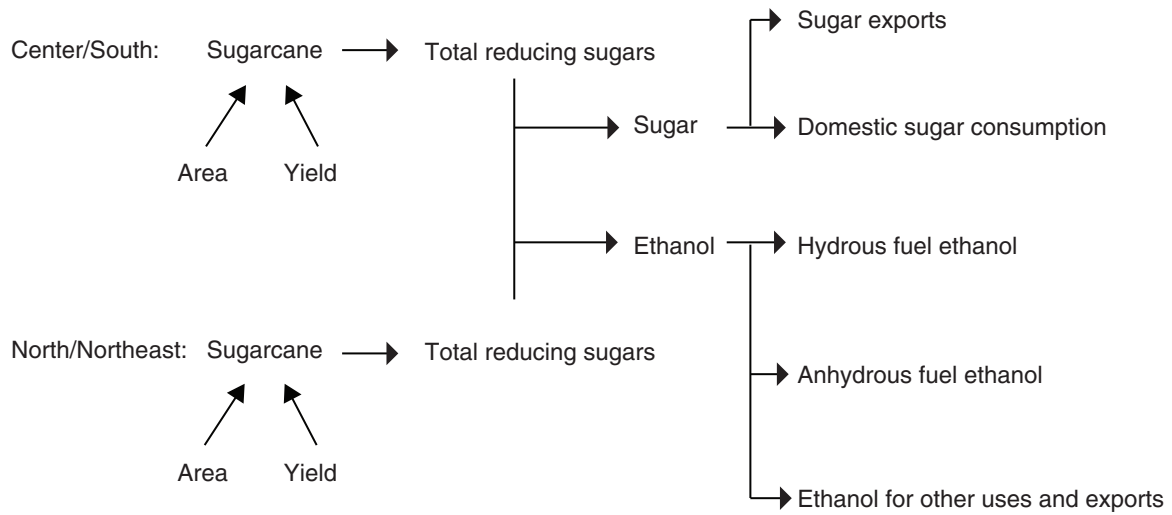 Sugar exports
Center/South: Sugarcane Total reducing sugars
Sugar Domestic sugar consumption
Area Yield
Ethanol Hydrous fuel ethanol
North/Northeast: Sugarcane Total reducing sugars
Anhydrous fuel ethanol
Area Yield
Ethanol for other uses and exports